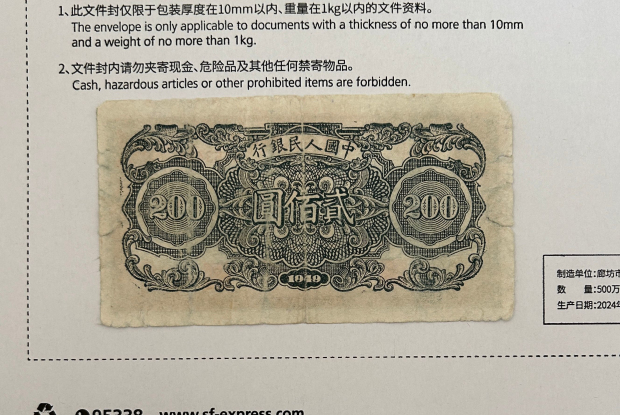 1、此文件封仅限于包装厚度在10mm以内、重量在1kg以内的文件资料。
The envelope is only applicable to documents with a thickness of no more than 10mm
and a weight of no more than 1kg.
2、文件封内请勿夹寄现金、危险品及其他任何禁寄物品。
Cash, hazardous articles or other prohibited items are forbidden.
行銀民人國中
200 圓佰貳 200
1949
制造单位:廊坊市
数 量:500万
生产日期:2024年
95338 www.sf-express.com